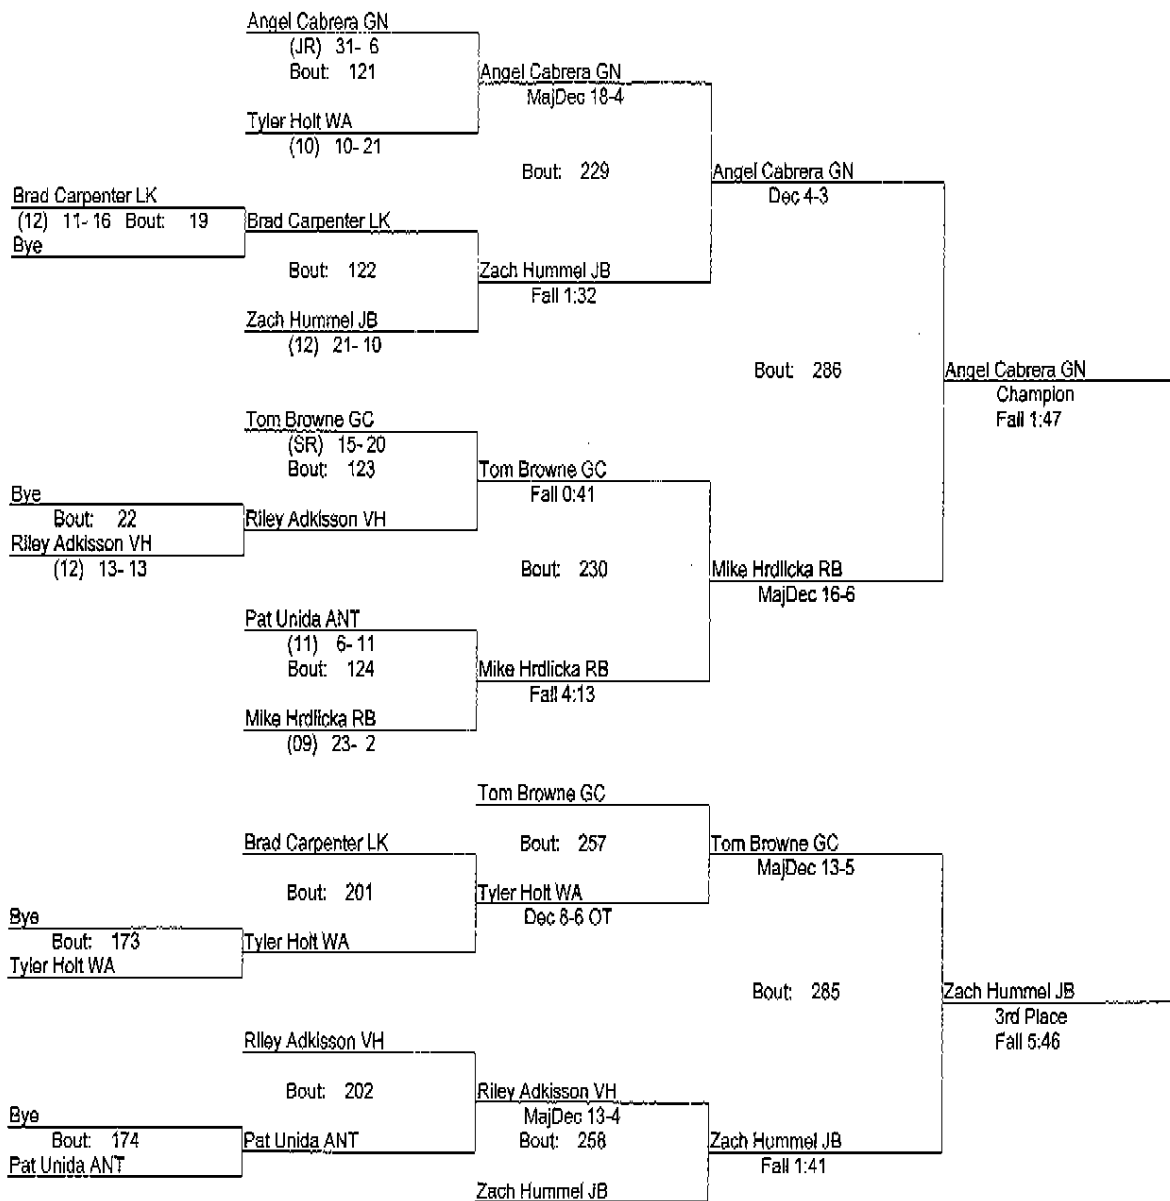 Angel Cabrera GN
(JR) 31- 6
Bout: 121
Angel Cabrera GN
MajDec 18-4
Tyler Holt WA
(10) 10-21
Bout: 229
Angel Cabrera GN
Dec 4-3
Brad Carpenter LK
(12) 11-16 Bout: 19
Bye
Brad Carpenter LK
Bout: 122
Zach Hummel JB
Fall 1:32
Zach Hummel JB
(12) 21-10
Bout: 286
Angel Cabrera GN
Champion
Fall 1:47
Tom Browne GC
(SR) 15-20
Bout: 123
Tom Browne GC
Fall 0:41
Bye
Bout: 22
Riley Adkisson VH
(12) 13-13
Riley Adkisson VH
Bout: 230
Mike Hrdlicka RB
MajDec 16-6
Pat Unida ANT
(11) 6-11
Bout: 124
Mike Hrdlicka RB
Fall 4:13
Mike Hrdlicka RB
(09) 23- 2
Tom Browne GC
Bout: 257
Tom Browne GC
MajDec 13-5
Brad Carpenter LK
Bout: 201
Tyler Holt WA
Dec 8-6 OT
Bye
Bout: 173
Tyler Holt WA
Tyler Holt WA
Bout: 285
Zach Hummel JB
3rd Place
Fall 5:46
Riley Adkisson VH
Bout: 202
Riley Adkisson VH
MajDec 13-4
Bye
Bout: 174
Pat Unida ANT
Pat Unida ANT
Bout: 258
Zach Hummel JB
Fall 1:41
Zach Hummel JB